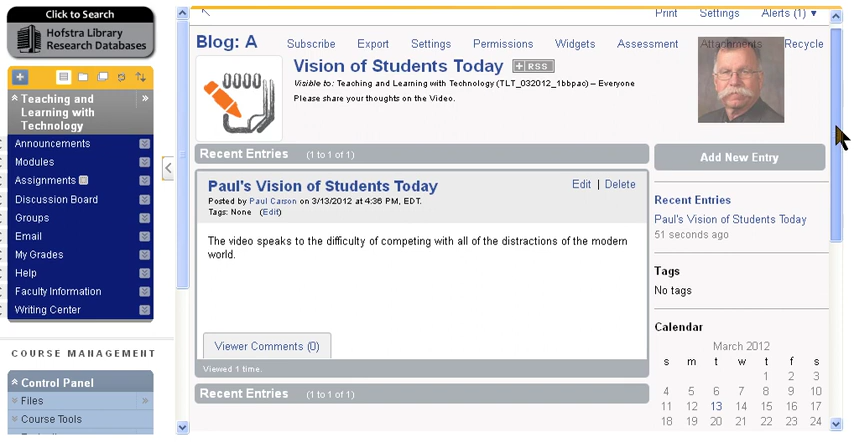 Click to Search
Hofstra Library
Research Databases
Teaching and
Learning with
Technology
Announcements
Modules
Assignments
Discussion Board
Groups
Email
My Grades
Help
Faculty Information
Writing Center
COURSE MANAGEMENT
Control Panel
Files
Course Tools
Print Settings Alerts (1)
Blog: A Subscribe Export Settings Permissions Widgets Assessment Attachments Recycle
Vision of Students Today + RSS
Visible to: Teaching and Learning with Technology (TLT_032012_1bbpac) – Everyone
Please share your thoughts on the Video.
Recent Entries (1 to 1 of 1)
Paul's Vision of Students Today Edit | Delete
Posted by Paul Carson on 3/13/2012 at 4:36 PM, EDT.
Tags: None (Edit)
The video speaks to the difficulty of competing with all of the distractions of the modern
world.
Viewer Comments (0)
Viewed 1 time.
Recent Entries (1 to 1 of 1)
Add New Entry
Recent Entries
Paul's Vision of Students Today
51 seconds ago
Tags
No tags
Calendar
March 2012
s m t w t f s
1 2 3
4 5 6 7 8 9 10
11 12 13 14 15 16 17
18 19 20 21 22 23 24